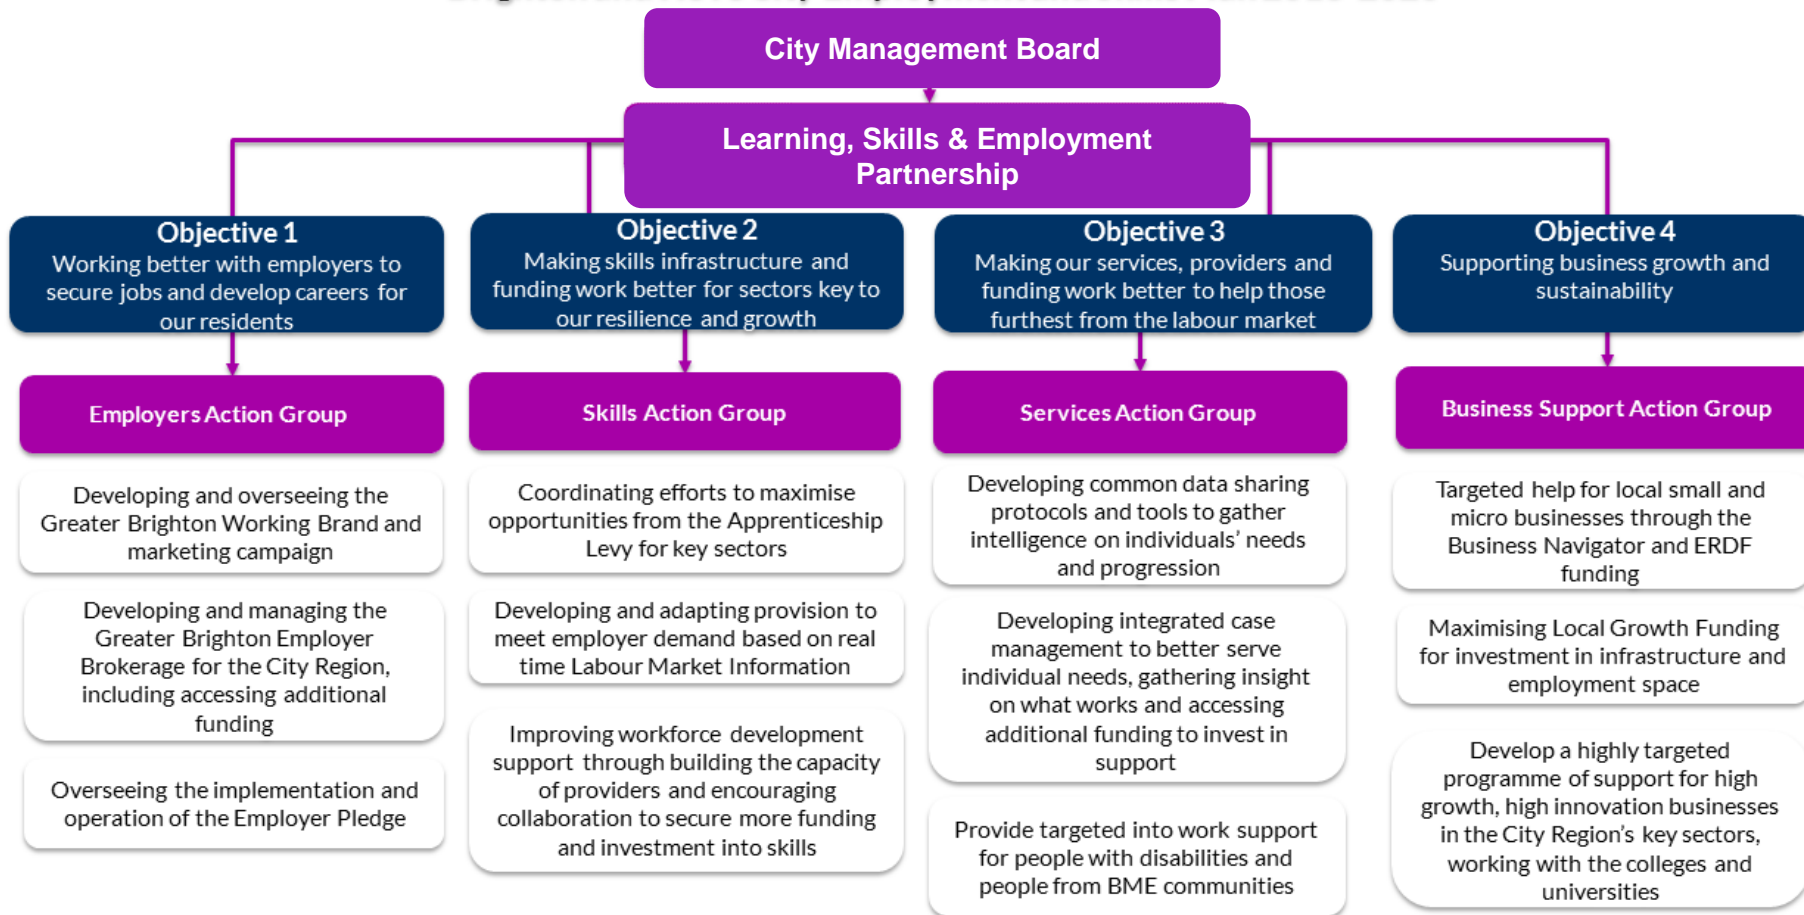 City Management Board
Learning, Skills & Employment
Partnership
Objective 1
Working better with employers to
secure jobs and develop careers for
our residents
Objective 2
Making skills infrastructure and
funding work better for sectors key to
our resilience and growth
Objective 3
Making our services, providers and
funding work better to help those
furthest from the labour market
Objective 4
Supporting business growth and
sustainability
Employers Action Group
Skills Action Group
Services Action Group
Business Support Action Group
Developing and overseeing the
Greater Brighton Working Brand and
marketing campaign
Developing and managing the
Greater Brighton Employer
Brokerage for the City Region,
including accessing additional
funding
Overseeing the implementation and
operation of the Employer Pledge
Coordinating efforts to maximise
opportunities from the Apprenticeship
Levy for key sectors
Developing and adapting provision to
meet employer demand based on real
time Labour Market Information
Improving workforce development
support through building the capacity
of providers and encouraging
collaboration to secure more funding
and investment into skills
Developing common data sharing
protocols and tools to gather
intelligence on individuals’ needs
and progression
Developing integrated case
management to better serve
individual needs, gathering insight
on what works and accessing
additional funding to invest in
support
Provide targeted into work support
for people with disabilities and
people from BME communities
Targeted help for local small and
micro businesses through the
Business Navigator and ERDF
funding
Maximising Local Growth Funding
for investment in infrastructure and
employment space
Develop a highly targeted
programme of support for high
growth, high innovation businesses
in the City Region’s key sectors,
working with the colleges and
universities